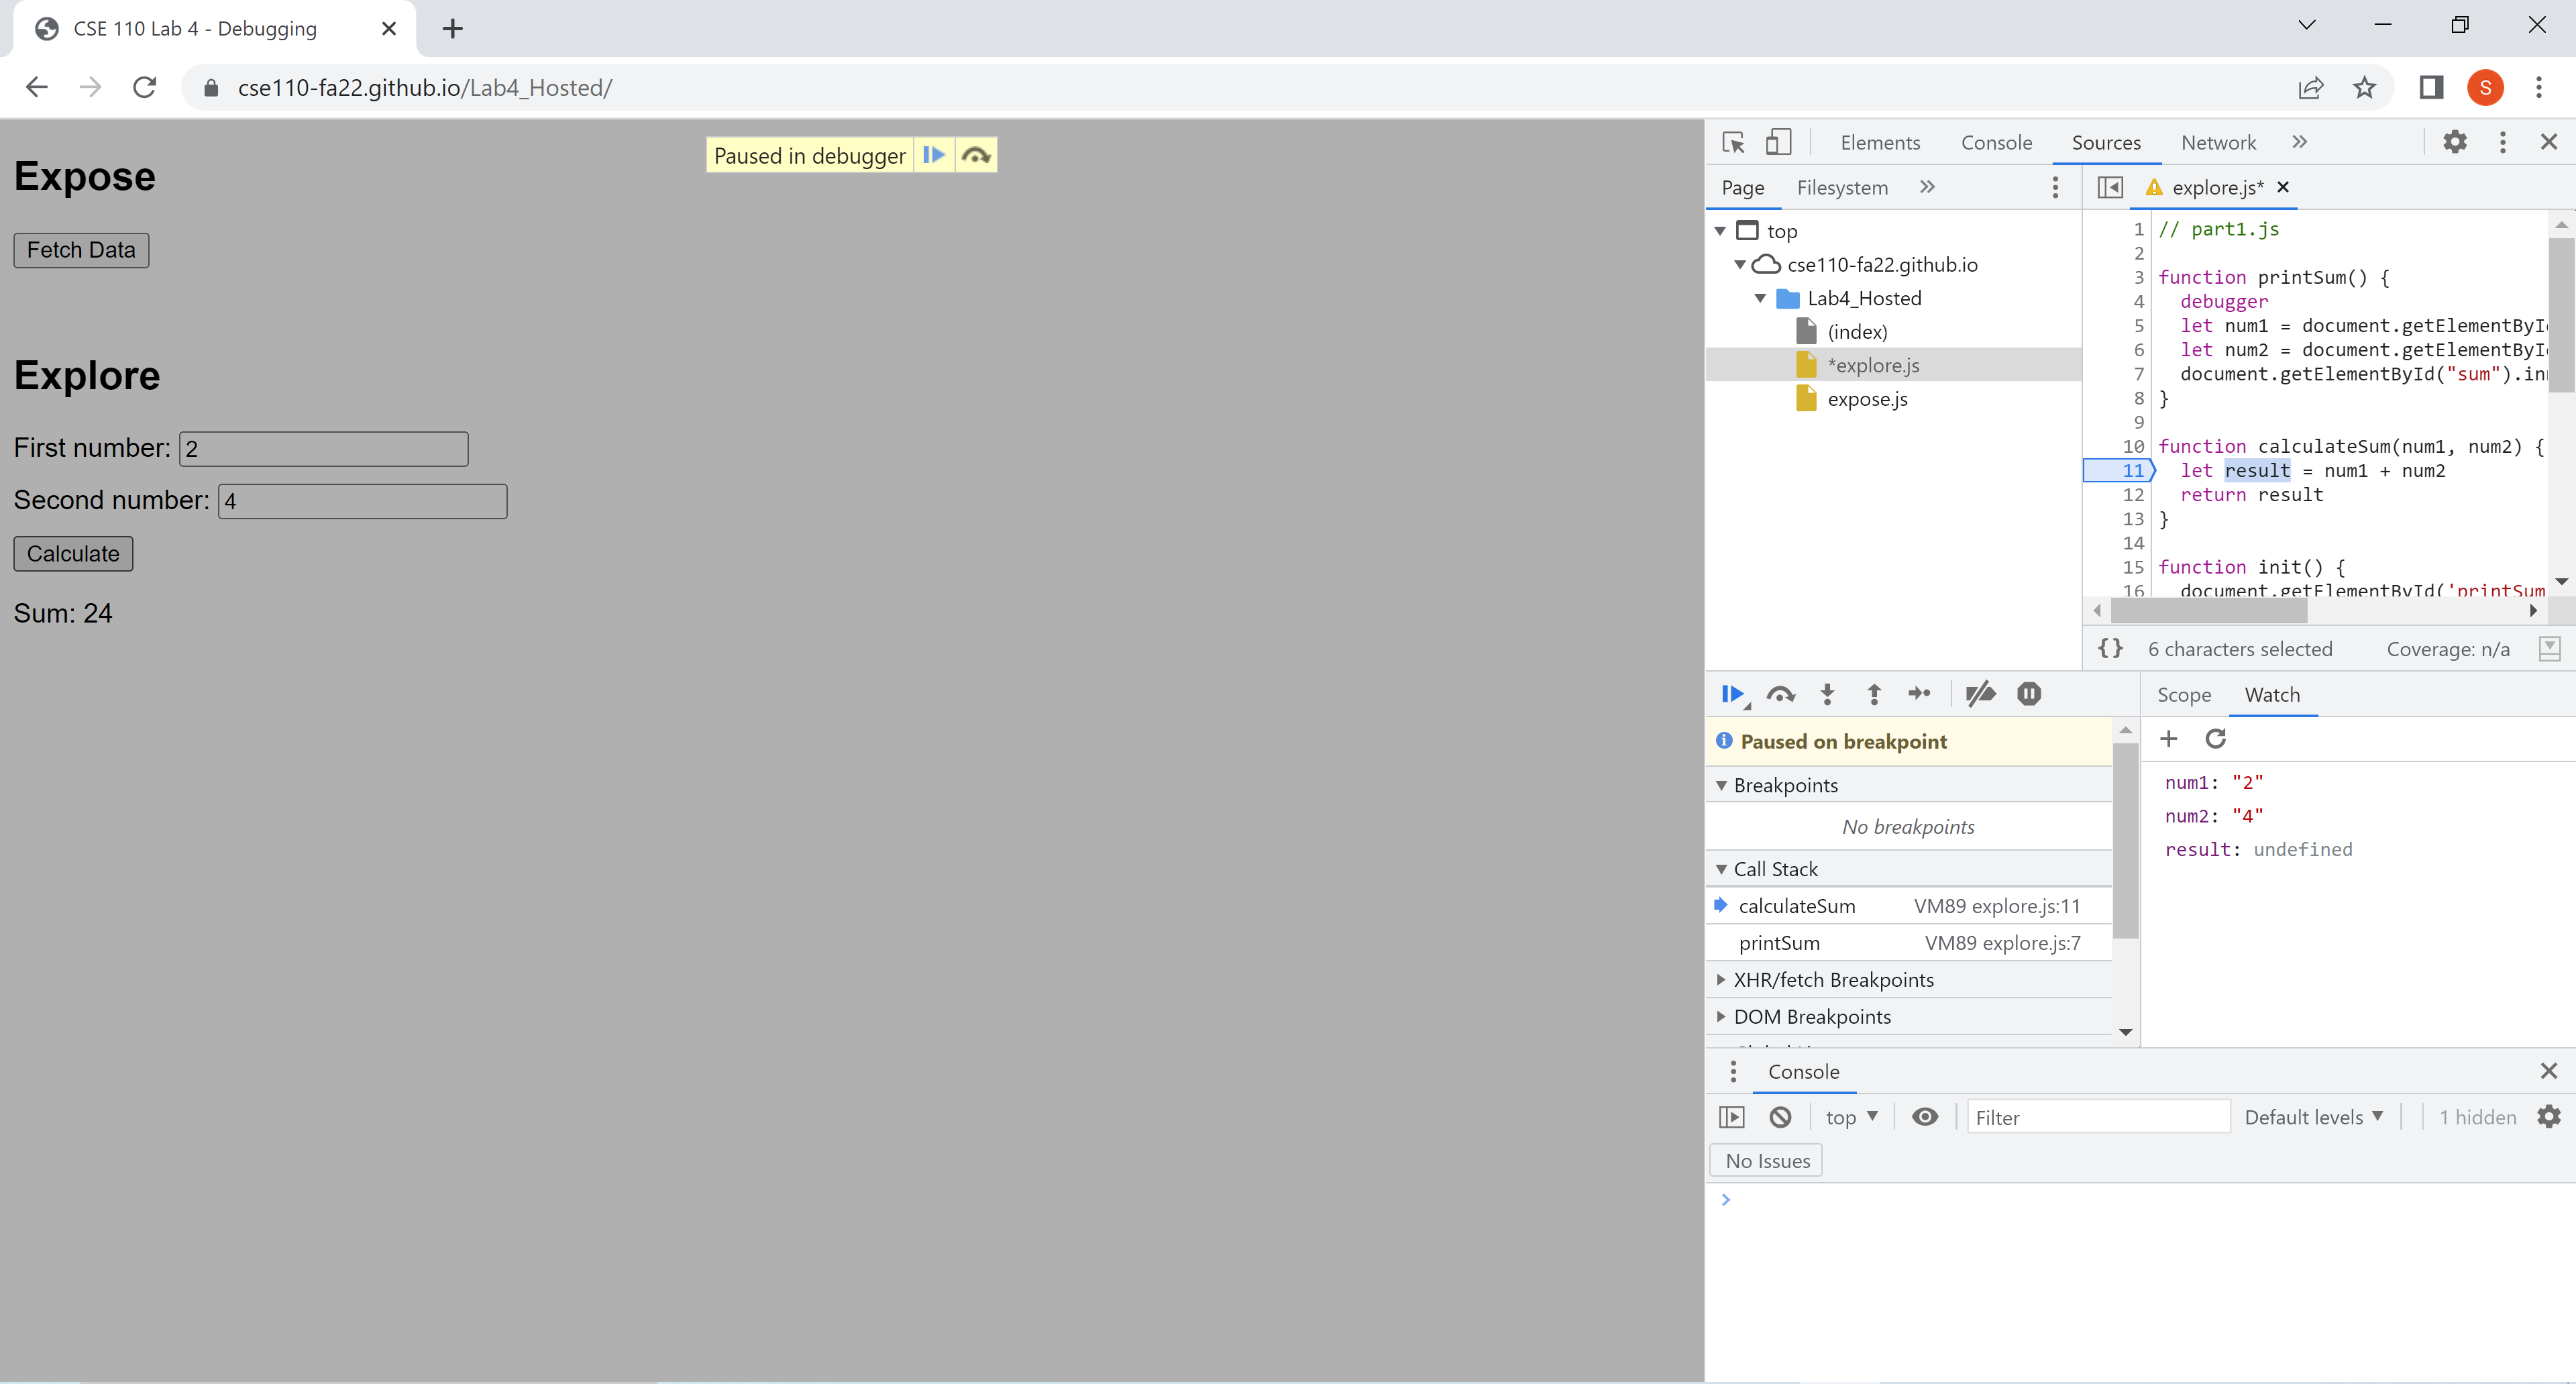 CSE 110 Lab 4 - Debugging
cse110-fa22.github.io/Lab4_Hosted/
S
Expose
Paused in debugger
Fetch Data
Explore
First number: 2
Second number: 4
Calculate
Sum: 24
Elements Console Sources Network
Page Filesystem
explore.js*
top
cse110-fa22.github.io
Lab4_Hosted
(index)
*explore.js
expose.js
1 // part1.js
2
3 function printSum() {
4 debugger
5 let num1 = document.getElementById
6 let num2 = document.getElementById
7 document.getElementById("sum").in
8 }
9
10 function calculateSum(num1, num2) {
11 let result = num1 + num2
12 return result
13 }
14
15 function init() {
16 document.getElementById('printSum
{} 6 characters selected Coverage: n/a
Paused on breakpoint
Breakpoints
No breakpoints
Call Stack
calculateSum VM89 explore.js:11
printSum VM89 explore.js:7
XHR/fetch Breakpoints
DOM Breakpoints
Scope Watch
num1: "2"
num2: "4"
result: undefined
Console
top Filter Default levels 1 hidden
No Issues